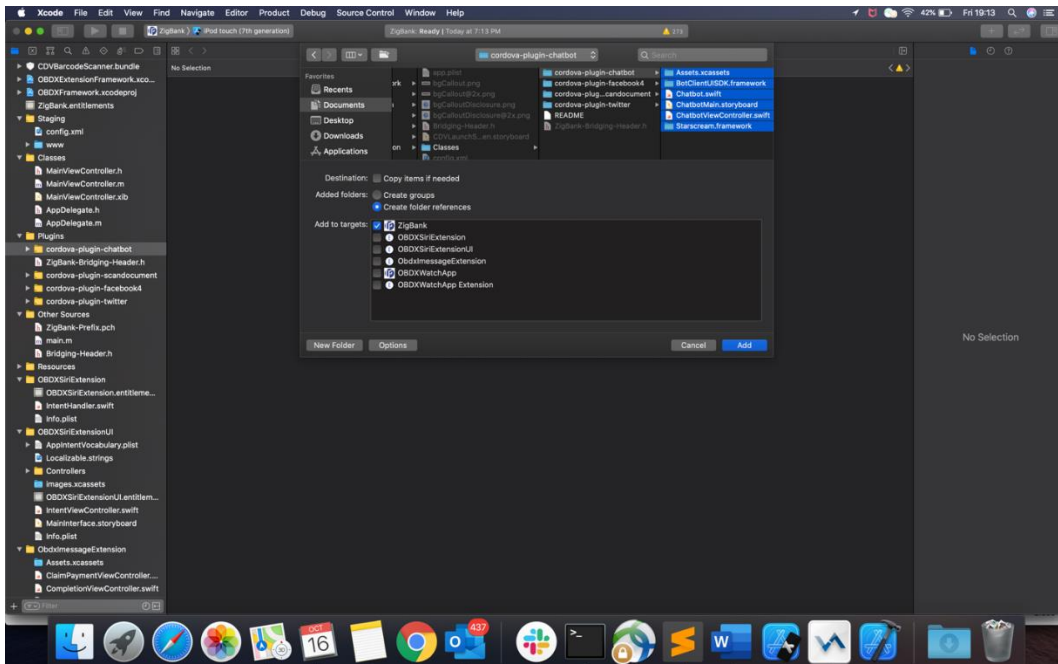 Xcode File Edit View Find Navigate Editor Product Debug Source Control Window Help
42% Fri 19:13
ZigBank iPod touch (7th generation)
ZigBank: Ready | Today at 7:13 PM
315
CDVBarcodeScanner.bundle
OBDXExtensionFramework.xco...
OBDXFramework.xcodeproj
ZigBank.entitlements
Staging
config.xml
www
Classes
MainViewController.h
MainViewController.m
MainViewController.xib
AppDelegate.h
AppDelegate.m
Plugins
cordova-plugin-chatbot
ZigBank-Bridging-Header.h
cordova-plugin-scandocument
cordova-plugin-facebook4
cordova-plugin-twitter
Other Sources
ZigBank-Prefix.pch
main.m
Bridging-Header.h
Resources
OBDXSiriExtension
OBDXSiriExtension.entitleme...
IntentHandler.swift
Info.plist
OBDXSiriExtensionUI
AppIntentVocabulary.plist
Localizable.strings
Controllers
images.xcassets
OBDXSiriExtensionUI.entitlem...
IntentViewController.swift
MainInterface.storyboard
Info.plist
ObdxImessageExtension
Assets.xcassets
ClaimPaymentViewController....
CompletionViewController.swift
Filter
No Selection
cordova-plugin-chatbot
Search
Favorites
Recents
Documents
Desktop
Downloads
Applications
ork
on
app.plist
bgCallout.png
bgCallout@2x.png
bgCalloutDisclosure.png
bgCalloutDisclosure@2x.png
Bridging-Header.h
CDVLaunchS...en.storyboard
Classes
config.xml
cordova-plugin-chatbot
cordova-plugin-facebook4
cordova-plug...candocument
cordova-plugin-twitter
README
ZigBank-Bridging-Header.h
Assets.xcassets
BotClientUISDK.framework
Chatbot.swift
ChatbotMain.storyboard
ChatbotViewController.swift
Starscream.framework
Destination: Copy items if needed
Added folders: Create groups
Create folder references
Add to targets: ZigBank
OBDXSiriExtension
OBDXSiriExtensionUI
ObdxImessageExtension
OBDXWatchApp
OBDXWatchApp Extension
New Folder Options Cancel Add
No Selection
OCT
16
437